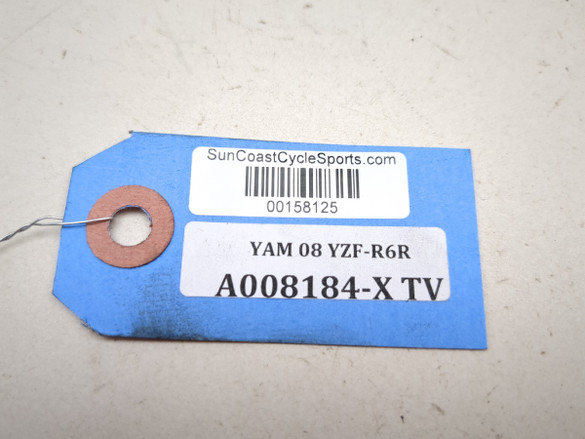 SunCoastCycleSports.com
00158125
YAM 08 YZF-R6R
A008184-X TV